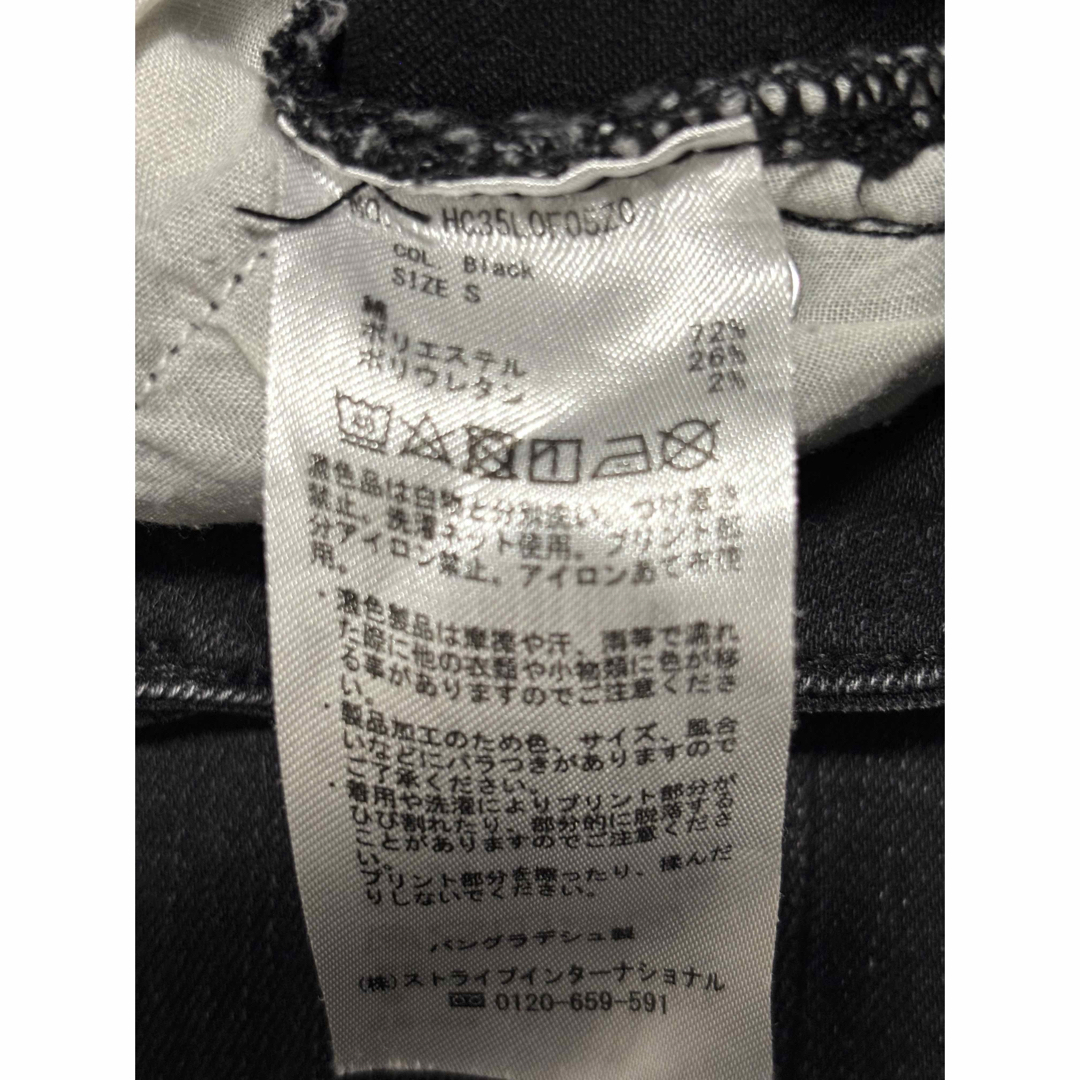 NO. HC35L0F05Z0
COL Black
SIZE S
綿 72%
ポリエステル 26%
ポリウレタン 2%
40
濃色品は白物と分別洗い。つけ置き
禁止。洗濯ネット使用。プリント部
分アイロン禁止。アイロンあて布使
用。
・濃色製品は摩擦や汗、雨等で濡れ
た際に他の衣類や小物類に色が移
る事がありますのでご注意くださ
い。
・製品加工のため色、サイズ、風合
いなどにバラつきがありますので
ご了承ください。
・着用や洗濯によりプリント部分が
ひび割れたり、部分的に脱落する
ことがありますのでご注意くださ
い。
プリント部分を擦ったり、揉んだ
りしないでください。
バングラデシュ製
(株)ストライプインターナショナル
0120-659-591